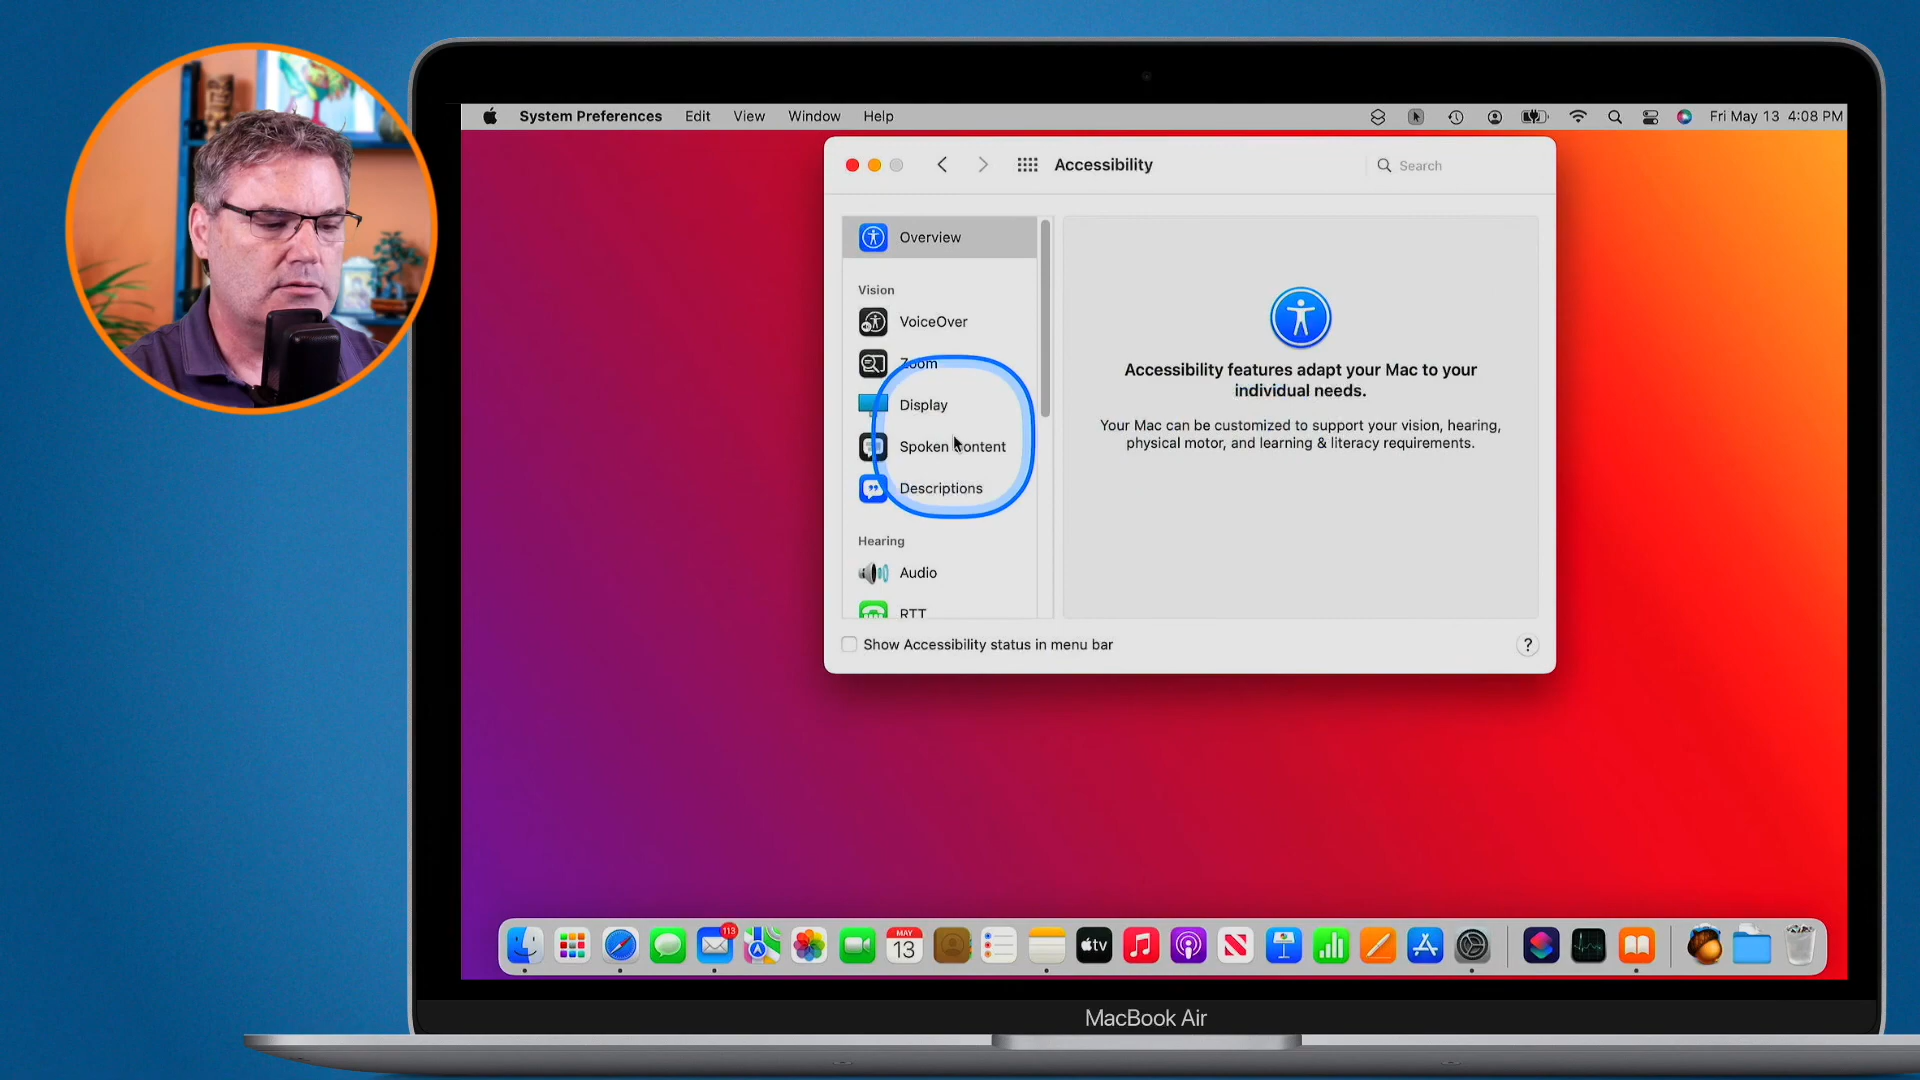 System Preferences Edit View Window Help Fri May 13 4:08 PM
Accessibility
Search
Overview
Vision
VoiceOver
Zoom
Display
Spoken Content
Descriptions
Hearing
Audio
RTT
Accessibility features adapt your Mac to your
individual needs.
Your Mac can be customized to support your vision, hearing,
physical motor, and learning & literacy requirements.
Show Accessibility status in menu bar
?
113
MAY
13
tv
MacBook Air